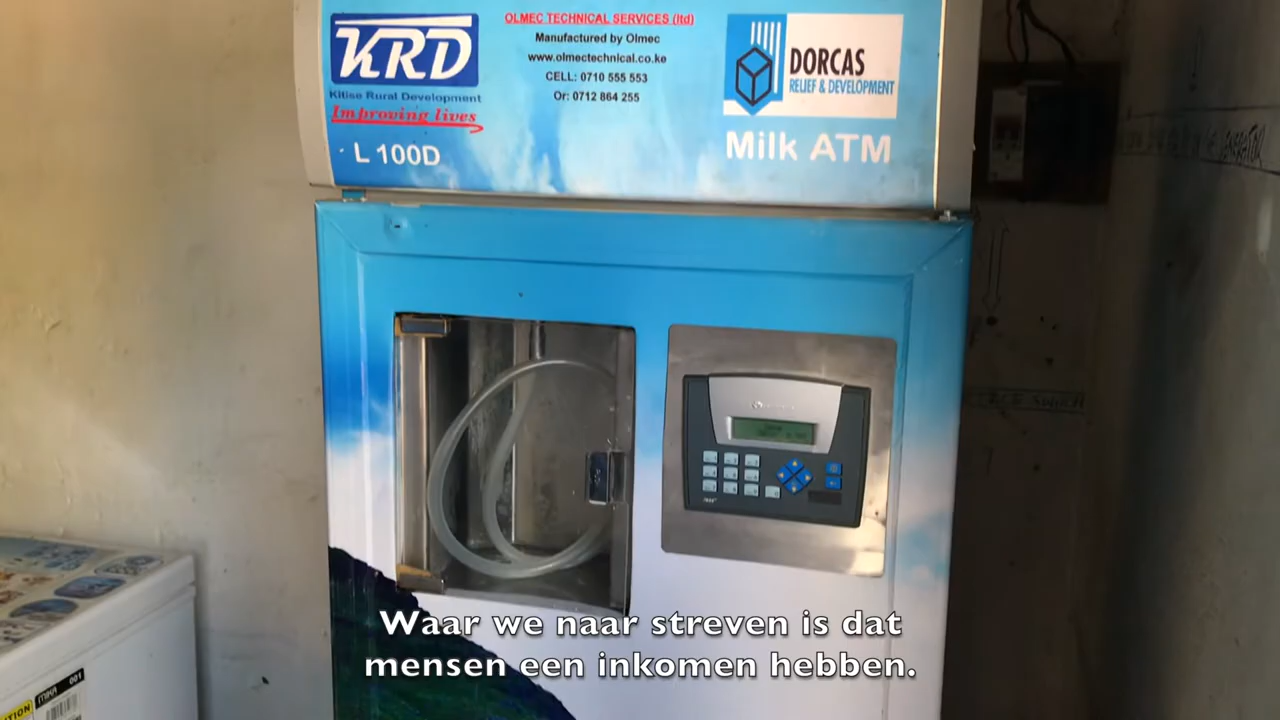 KRD
Kitise Rural Development
Improving lives
L 100D
OLMEC TECHNICAL SERVICES (ltd)
Manufactured by Olmec
www.olmectechnical.co.ke
CELL: 0710 555 553
Or: 0712 864 255
DORCAS
RELIEF & DEVELOPMENT
Milk ATM
MIKA 001
Waar we naar streven is dat
mensen een inkomen hebben.